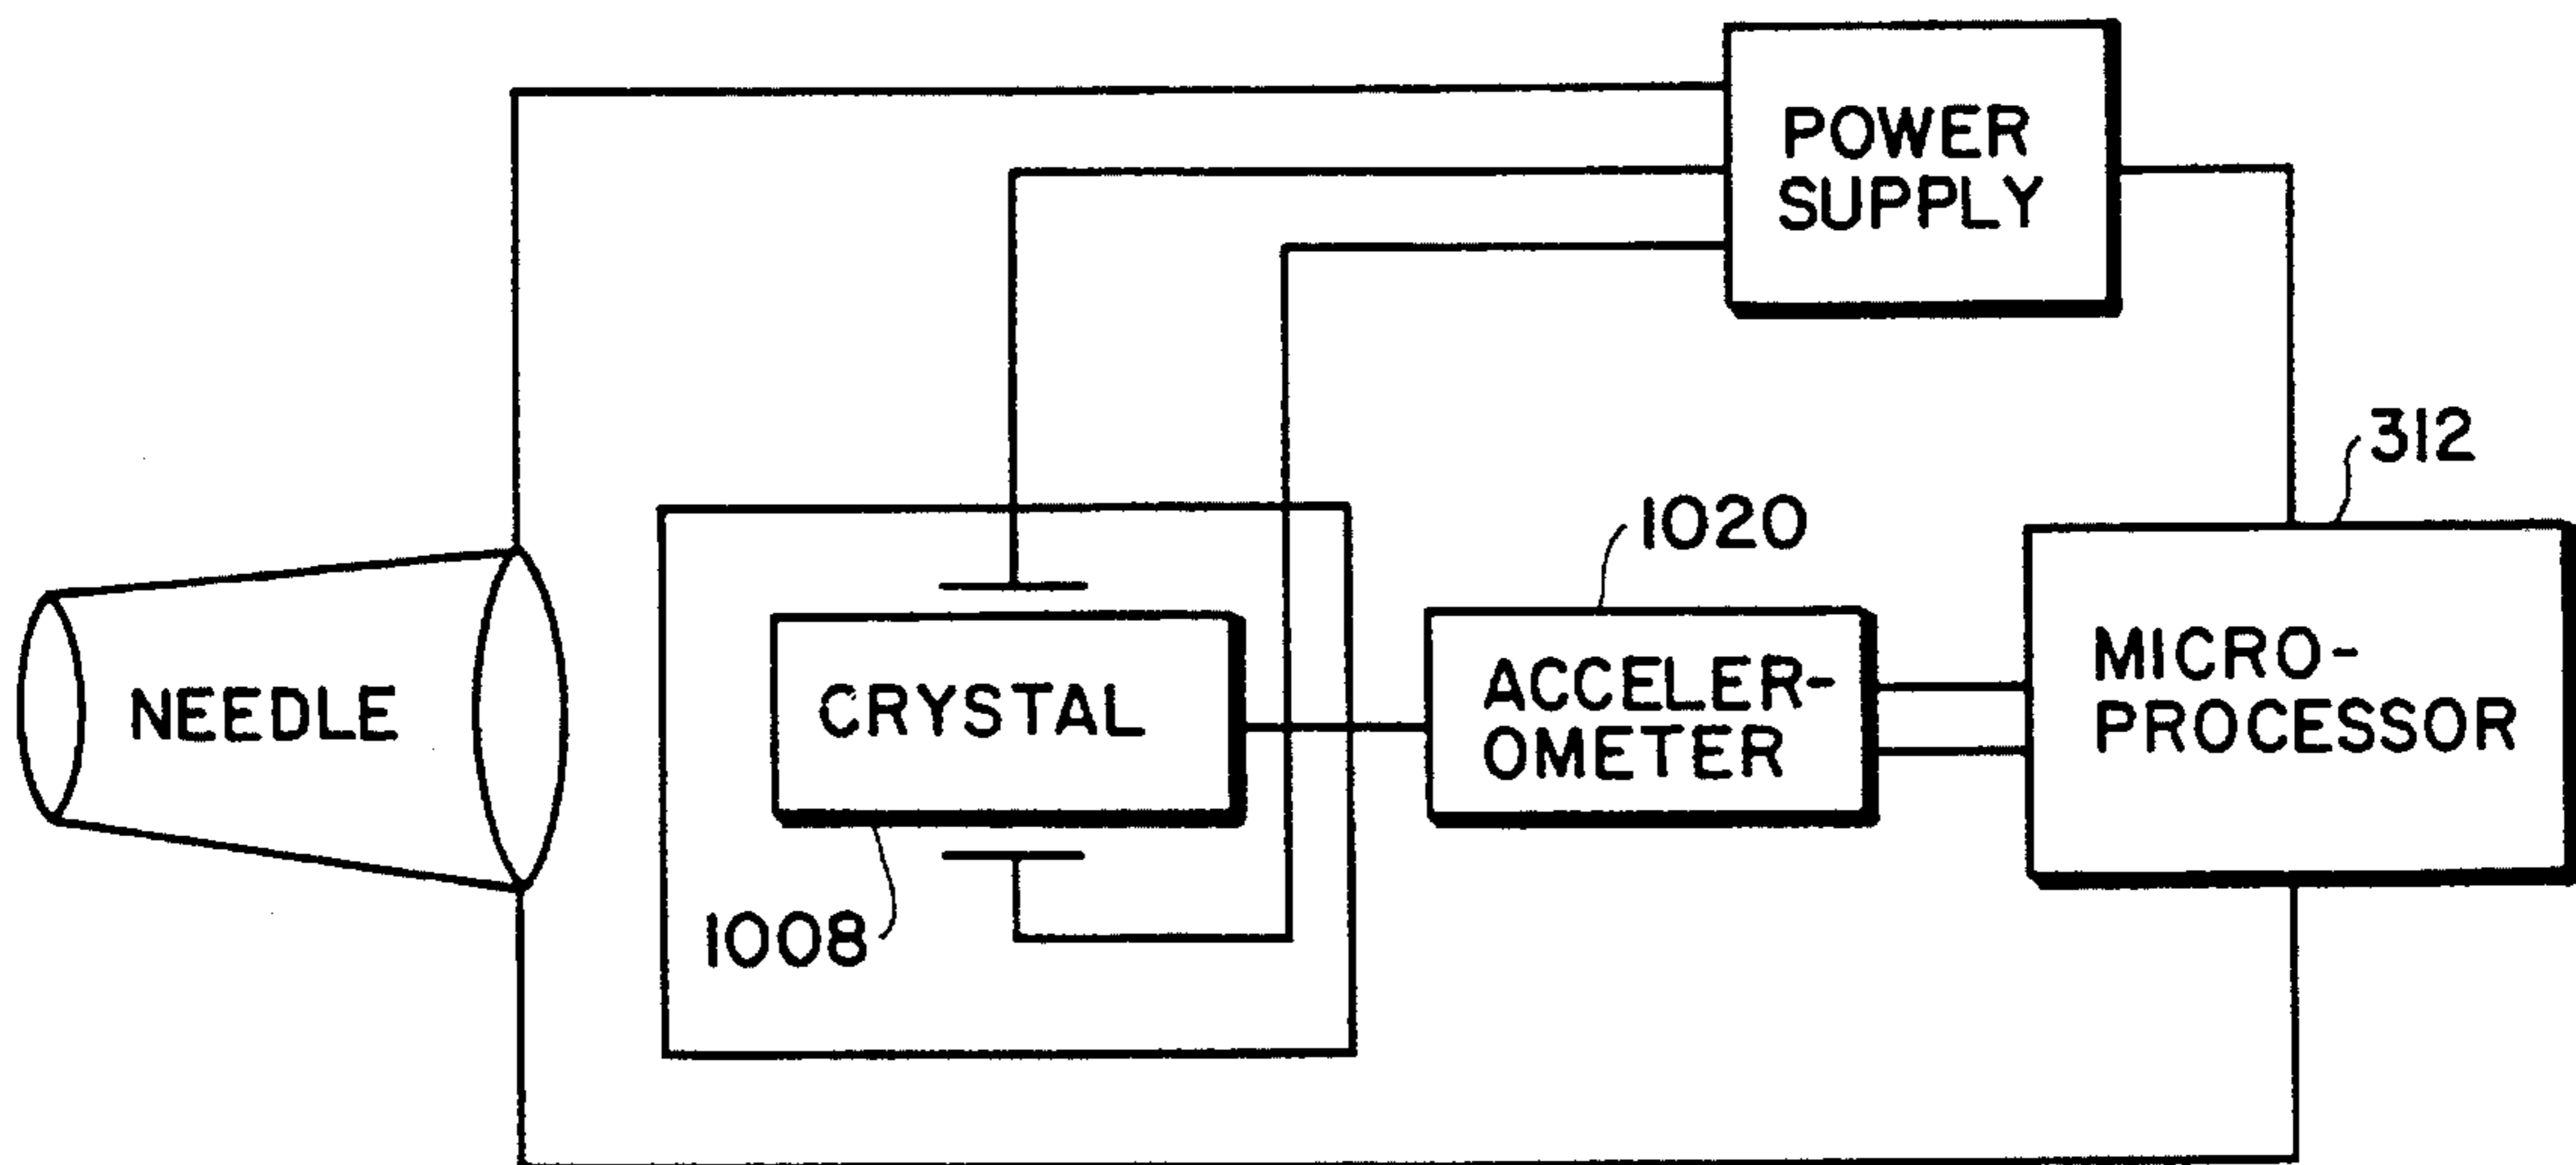 POWER
SUPPLY
312
1020
NEEDLE
CRYSTAL
ACCELER-
OMETER
MICRO-
PROCESSOR
1008